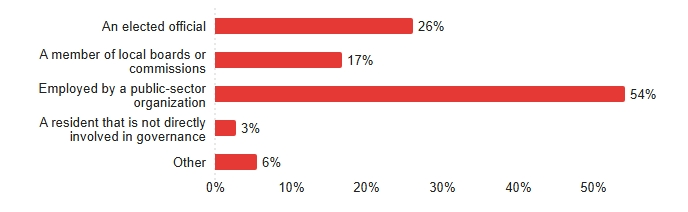 An elected official
26%
A member of local boards or
commissions
17%
Employed by a public-sector
organization
54%
A resident that is not directly
involved in governance
3%
Other
6%
0% 10% 20% 30% 40% 50%